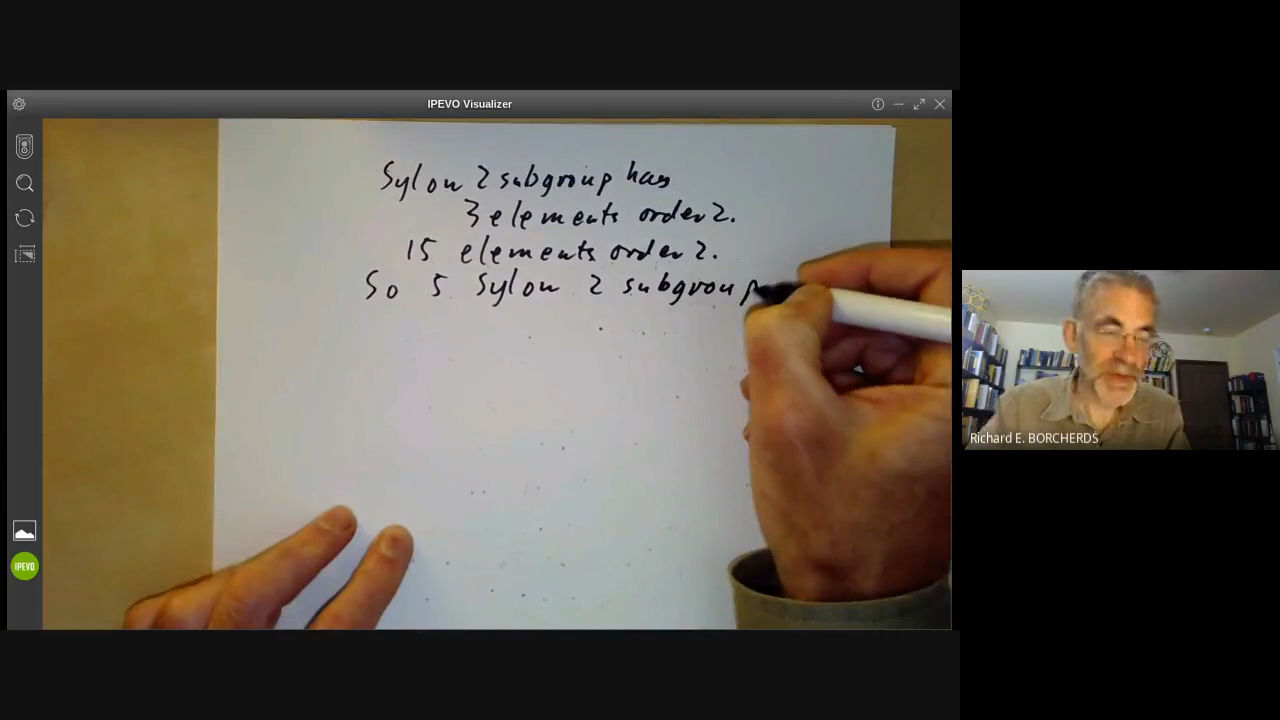 IPEVO Visualizer
Sylow 2 subgroup has
3 elements order 2.
15 elements order 2.
So 5 Sylow 2 subgroup
Richard E. BORCHERDS
IPEVO